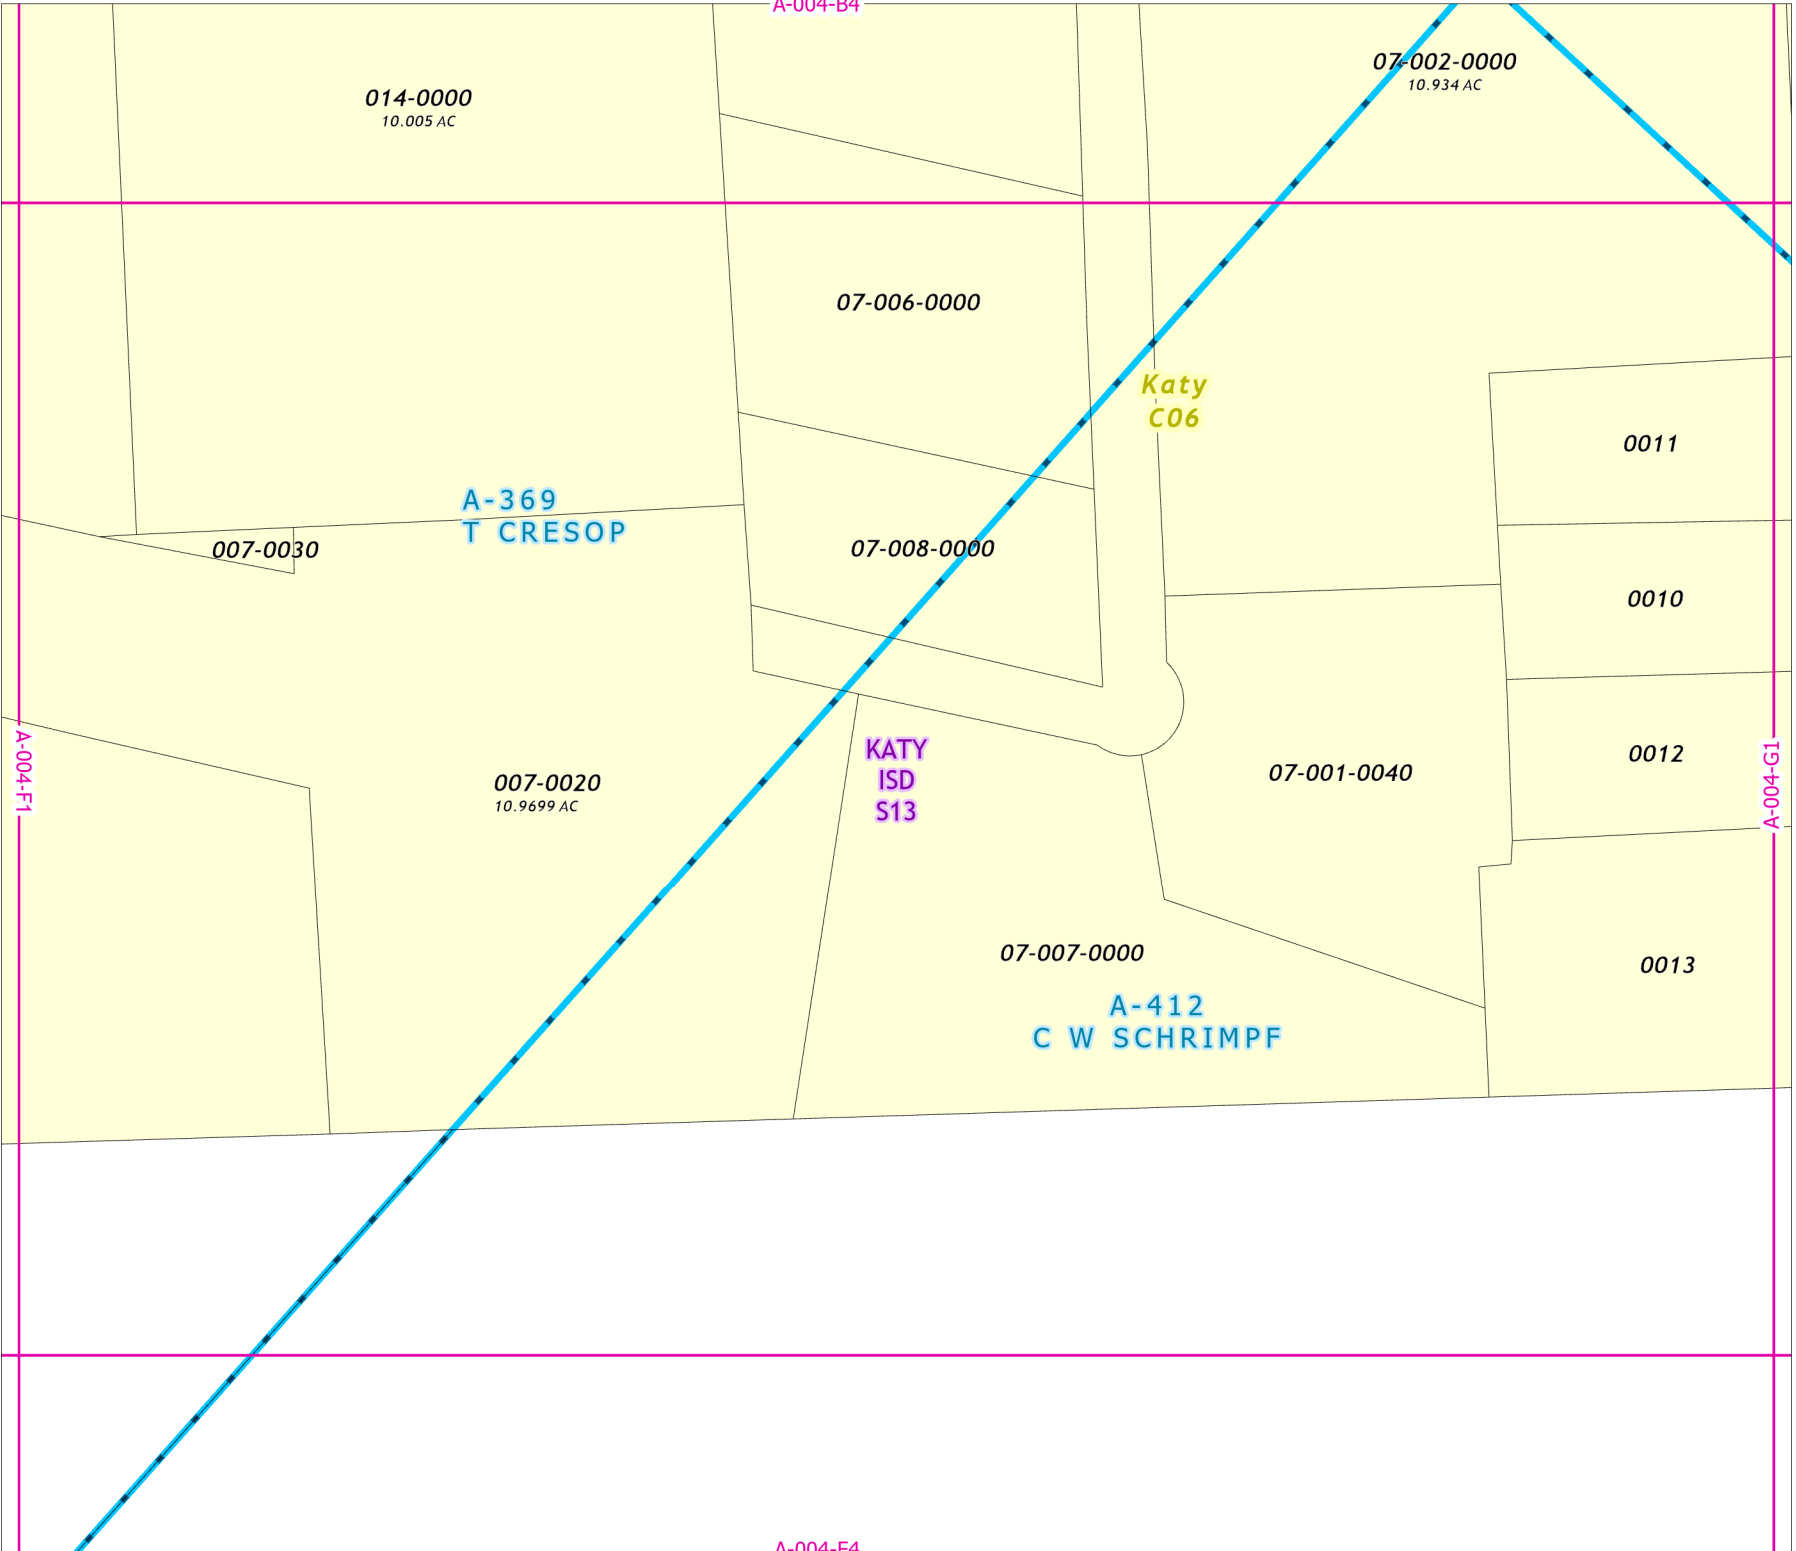 A-004-B4
07-002-0000
10.934 AC
014-0000
10.005 AC
07-006-0000
Katy
C06
0011
A-369
T CRESOP
007-0030
07-008-0000
0010
A-004-F1
KATY
ISD
S13
007-0020
10.9699 AC
07-001-0040
0012
A-004-G1
07-007-0000
0013
A-412
C W SCHRIMPF
A-004-F4